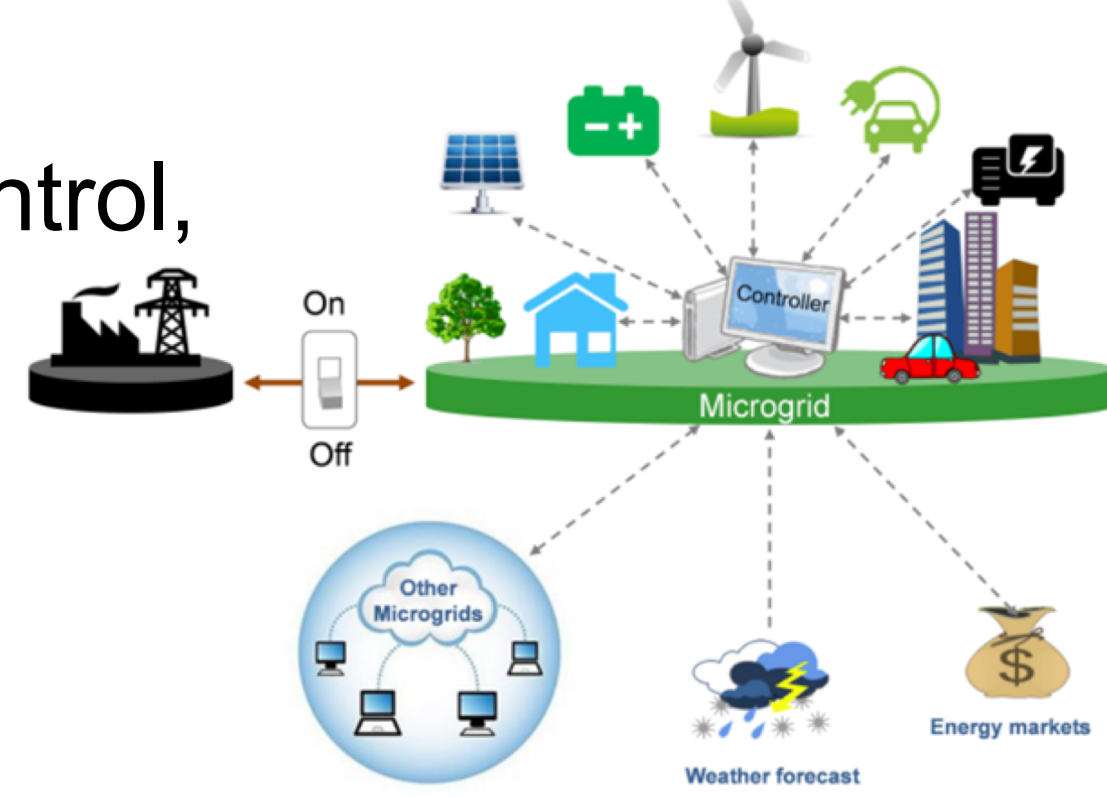 ntrol,
On
Off
Controller
Microgrid
Other
Microgrids
$
Energy markets
Weather forecast